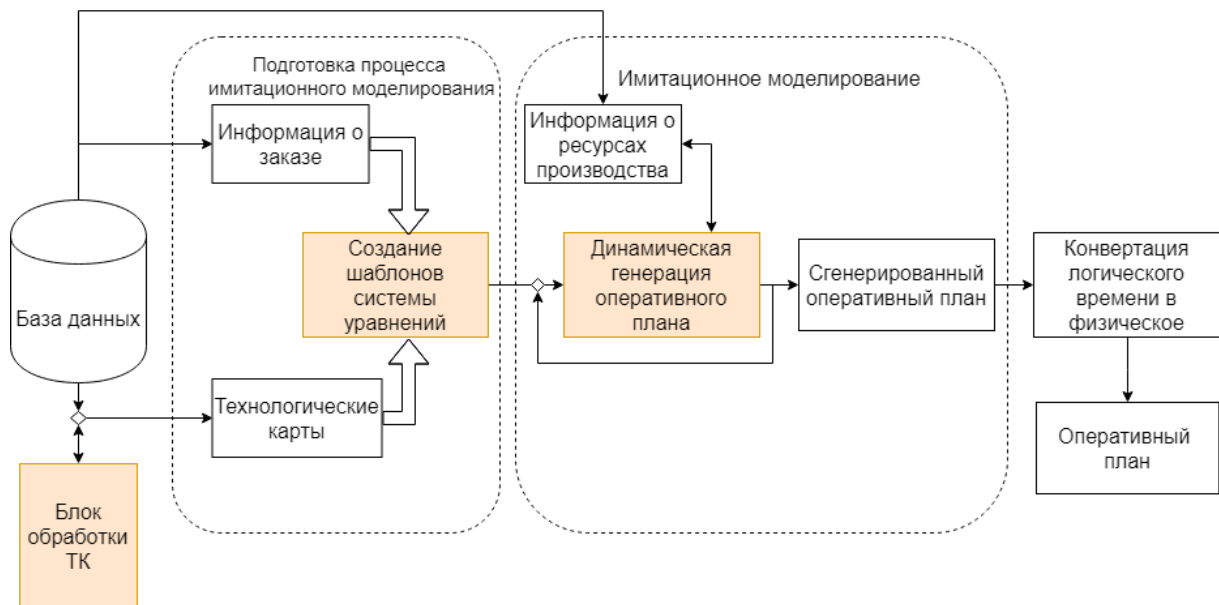 Подготовка процесса
имитационного моделирования
Информация о
заказе
Создание
шаблонов
системы
уравнений
Технологические
карты
База данных
Блок
обработки
ТК
Имитационное моделирование
Информация о
ресурсах
производства
Динамическая
генерация
оперативного
плана
Сгенерированный
оперативный план
Конвертация
логического
времени в
физическое
Оперативный
план